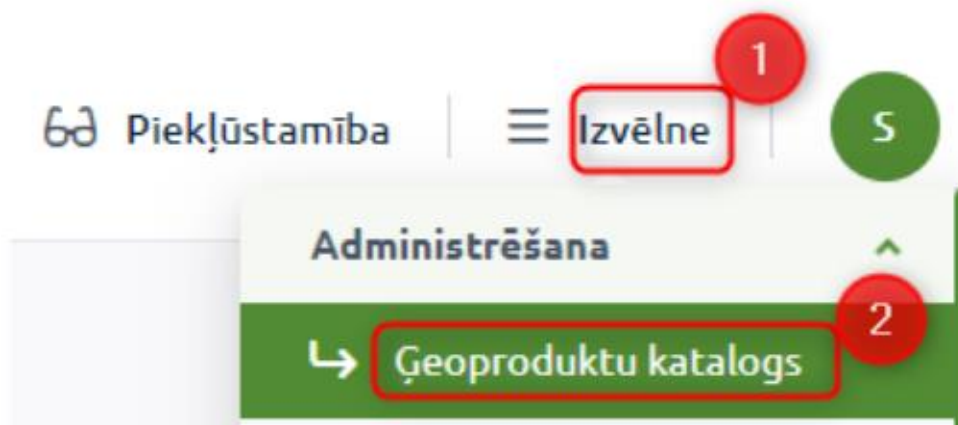 1
Piekļūstamība Izvēlne S
Administrēšana
2
Ģeoproduktu katalogs